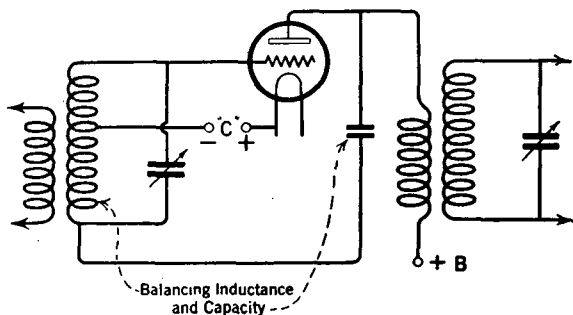 "C"
− +
+ B
Balancing Inductance
and Capacity